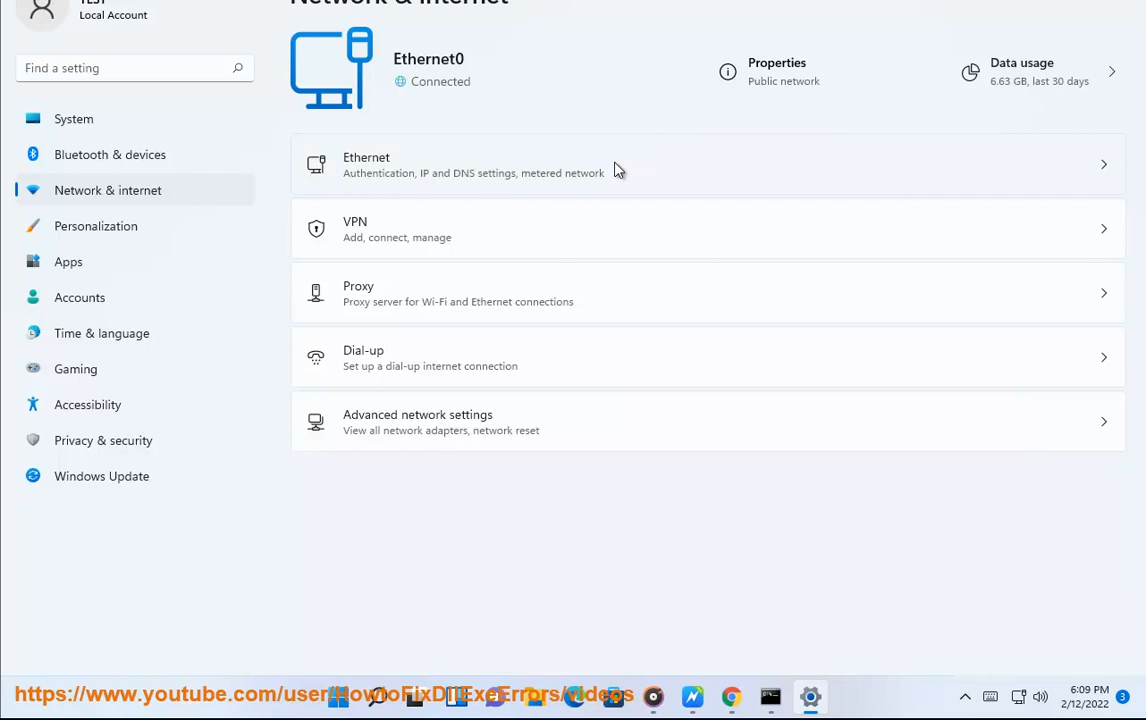 Network & internet
TEST
Local Account
Find a setting
System
Bluetooth & devices
Network & internet
Personalization
Apps
Accounts
Time & language
Gaming
Accessibility
Privacy & security
Windows Update
Ethernet0
Connected
Properties
Public network
Data usage
6.63 GB, last 30 days
Ethernet
Authentication, IP and DNS settings, metered network
VPN
Add, connect, manage
Proxy
Proxy server for Wi-Fi and Ethernet connections
Dial-up
Set up a dial-up internet connection
Advanced network settings
View all network adapters, network reset
https://www.youtube.com/user/HowtoFixDllExeErrors/videos
6:09 PM
2/12/2022
3